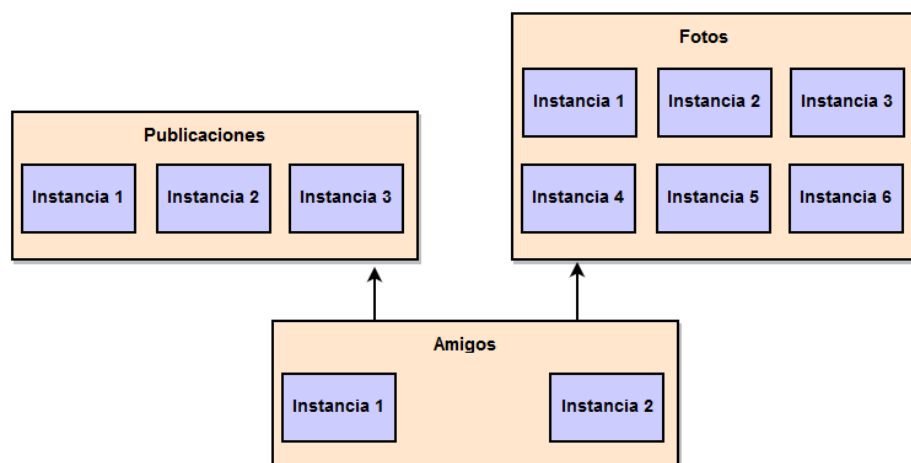 Fotos
Instancia 1 Instancia 2 Instancia 3
Instancia 4 Instancia 5 Instancia 6
Publicaciones
Instancia 1 Instancia 2 Instancia 3
Amigos
Instancia 1 Instancia 2